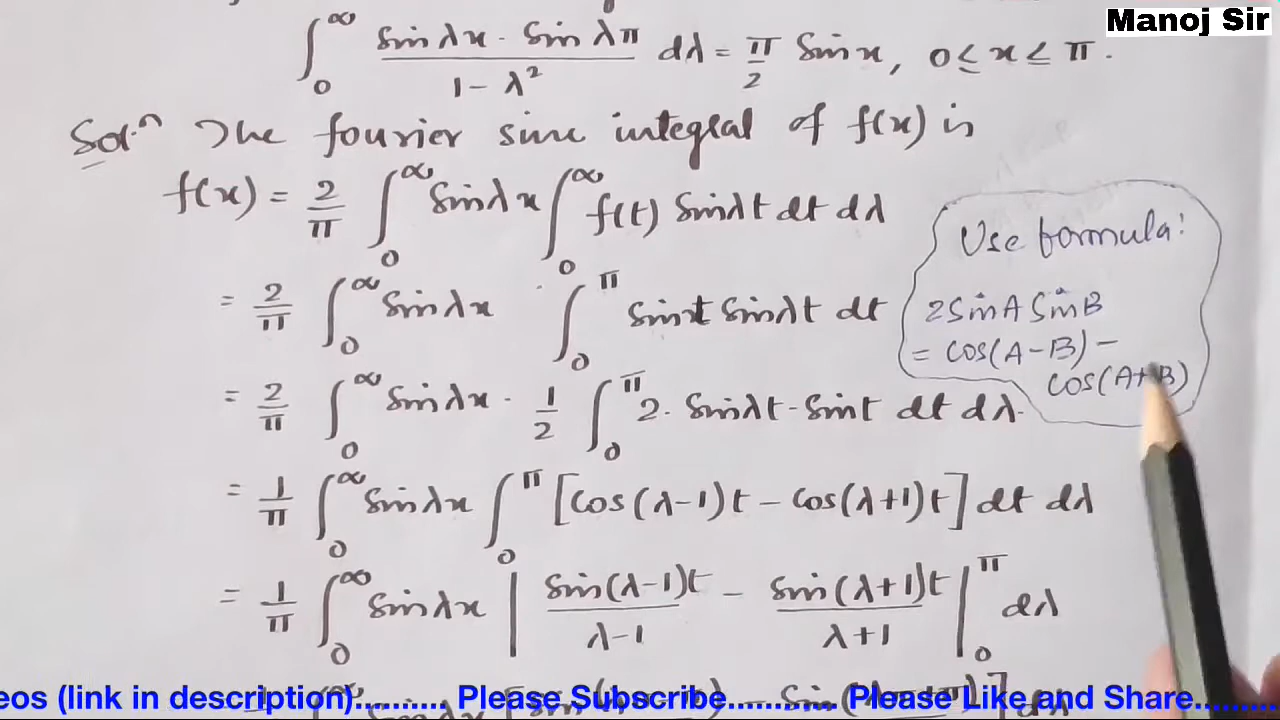 Manoj Sir
∫₀^∞ (sin λx · sin λπ)/(1 - λ²) dλ = π/2 sin x, 0 ≤ x ≤ π.
Solⁿ The fourier sine integral of f(x) is
f(x) = 2/π ∫₀^∞ sin λx ∫₀^∞ f(t) sin λt dt dλ
= 2/π ∫₀^∞ sin λx ∫₀^π sin t sin λt dt
= 2/π ∫₀^∞ sin λx · 1/2 ∫₀^π 2 · sin λt · sin t dt dλ.
= 1/π ∫₀^∞ sin λx ∫₀^π [cos(λ-1)t - cos(λ+1)t] dt dλ
= 1/π ∫₀^∞ sin λx | sin(λ-1)t/(λ-1) - sin(λ+1)t/(λ+1) |₀^π dλ
Use formula:
2 sin A sin B
= cos(A-B) -
cos(A+B)
eos (link in description).......... Please Subscribe........... Please Like and Share..........